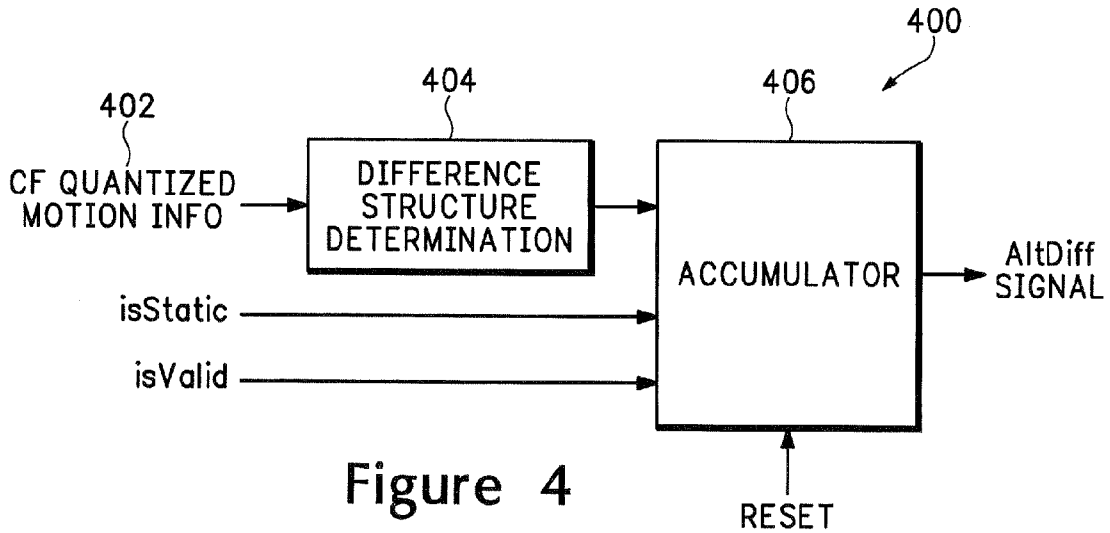 400
402
404
406
CF QUANTIZED
MOTION INFO
DIFFERENCE
STRUCTURE
DETERMINATION
ACCUMULATOR
AltDiff
SIGNAL
isStatic
isValid
RESET
Figure 4